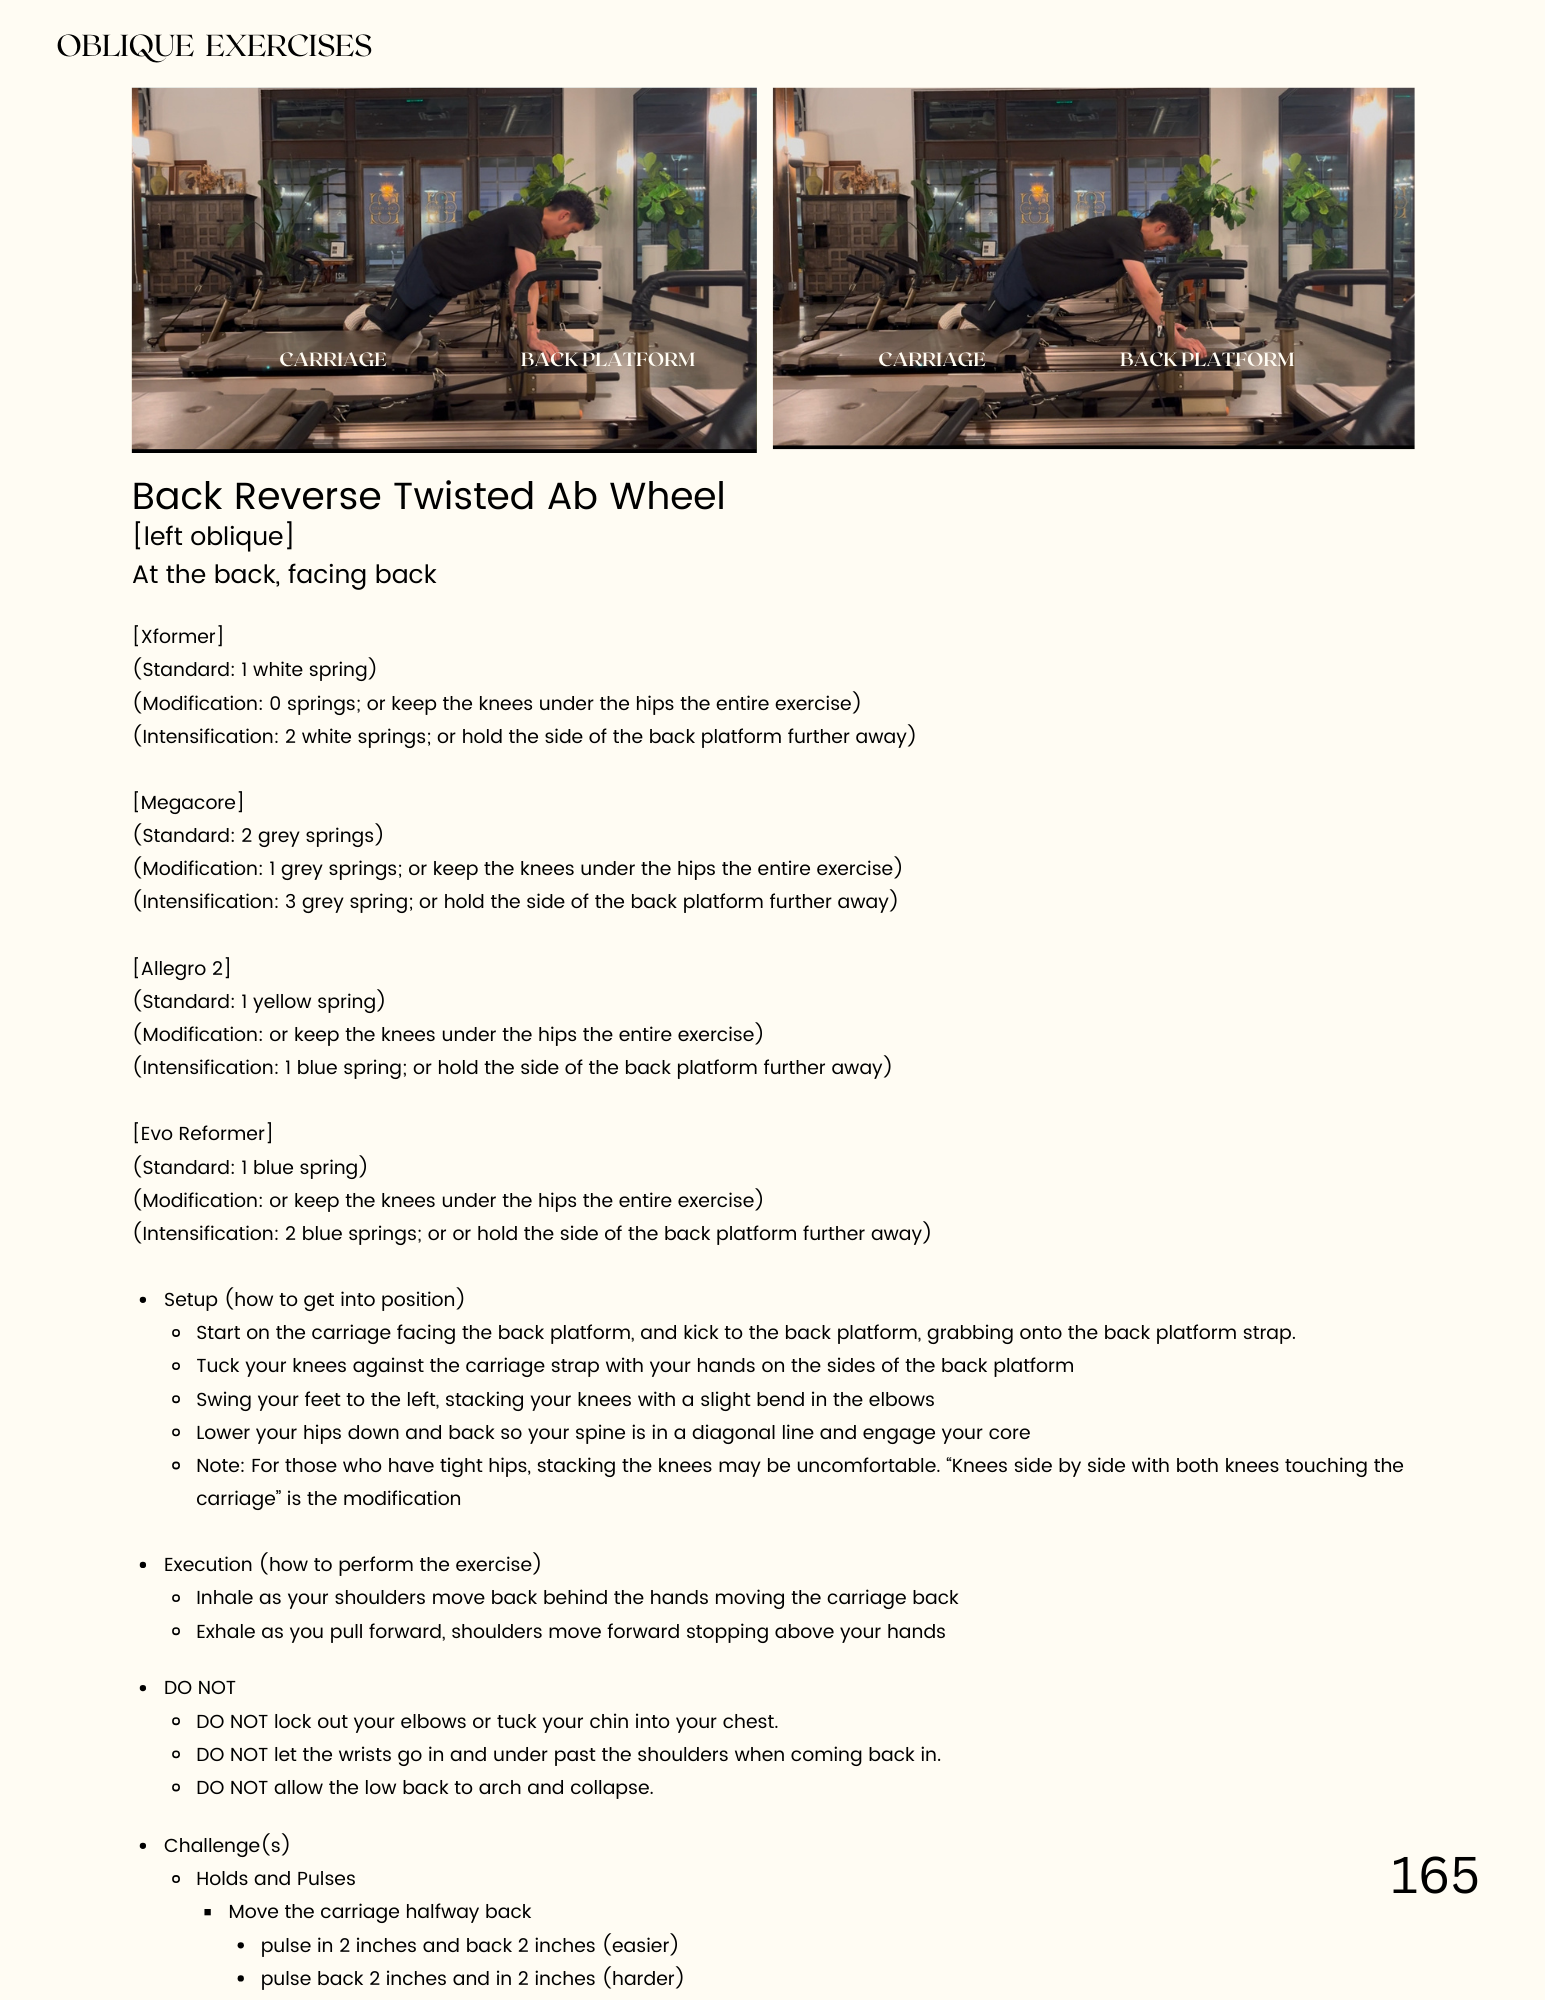 OBLIQUE EXERCISES
CARRIAGE
BACK PLATFORM
CARRIAGE
BACK PLATFORM
Back Reverse Twisted Ab Wheel
[left oblique]
At the back, facing back
[Xformer]
(Standard: 1 white spring)
(Modification: 0 springs; or keep the knees under the hips the entire exercise)
(Intensification: 2 white springs; or hold the side of the back platform further away)
[Megacore]
(Standard: 2 grey springs)
(Modification: 1 grey springs; or keep the knees under the hips the entire exercise)
(Intensification: 3 grey spring; or hold the side of the back platform further away)
[Allegro 2]
(Standard: 1 yellow spring)
(Modification: or keep the knees under the hips the entire exercise)
(Intensification: 1 blue spring; or hold the side of the back platform further away)
[Evo Reformer]
(Standard: 1 blue spring)
(Modification: or keep the knees under the hips the entire exercise)
(Intensification: 2 blue springs; or or hold the side of the back platform further away)
• Setup (how to get into position)
◦ Start on the carriage facing the back platform, and kick to the back platform, grabbing onto the back platform strap.
◦ Tuck your knees against the carriage strap with your hands on the sides of the back platform
◦ Swing your feet to the left, stacking your knees with a slight bend in the elbows
◦ Lower your hips down and back so your spine is in a diagonal line and engage your core
◦ Note: For those who have tight hips, stacking the knees may be uncomfortable. “Knees side by side with both knees touching the
carriage” is the modification
• Execution (how to perform the exercise)
◦ Inhale as your shoulders move back behind the hands moving the carriage back
◦ Exhale as you pull forward, shoulders move forward stopping above your hands
• DO NOT
◦ DO NOT lock out your elbows or tuck your chin into your chest.
◦ DO NOT let the wrists go in and under past the shoulders when coming back in.
◦ DO NOT allow the low back to arch and collapse.
• Challenge(s)
◦ Holds and Pulses
▪ Move the carriage halfway back
• pulse in 2 inches and back 2 inches (easier)
• pulse back 2 inches and in 2 inches (harder)
165